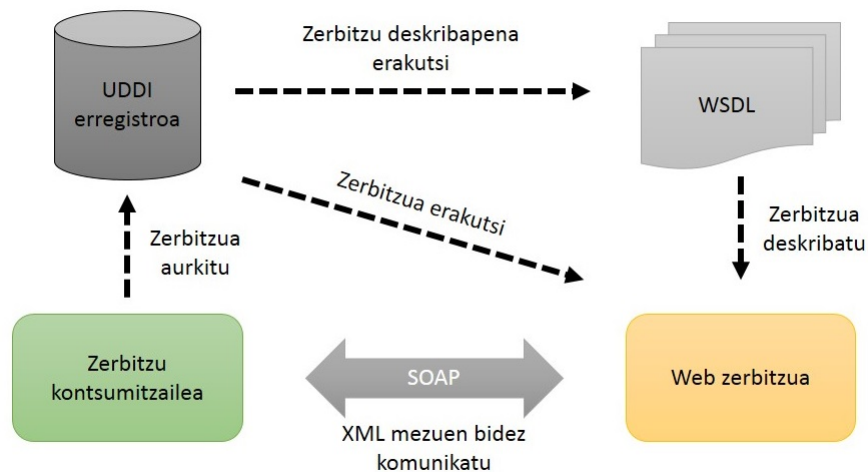 Zerbitzu deskribapena
erakutsi
UDDI
erregistroa
WSDL
Zerbitzua erakutsi
Zerbitzua
aurkitu
Zerbitzua
deskribatu
Zerbitzu
kontsumitzailea
SOAP
Web zerbitzua
XML mezuen bidez
komunikatu